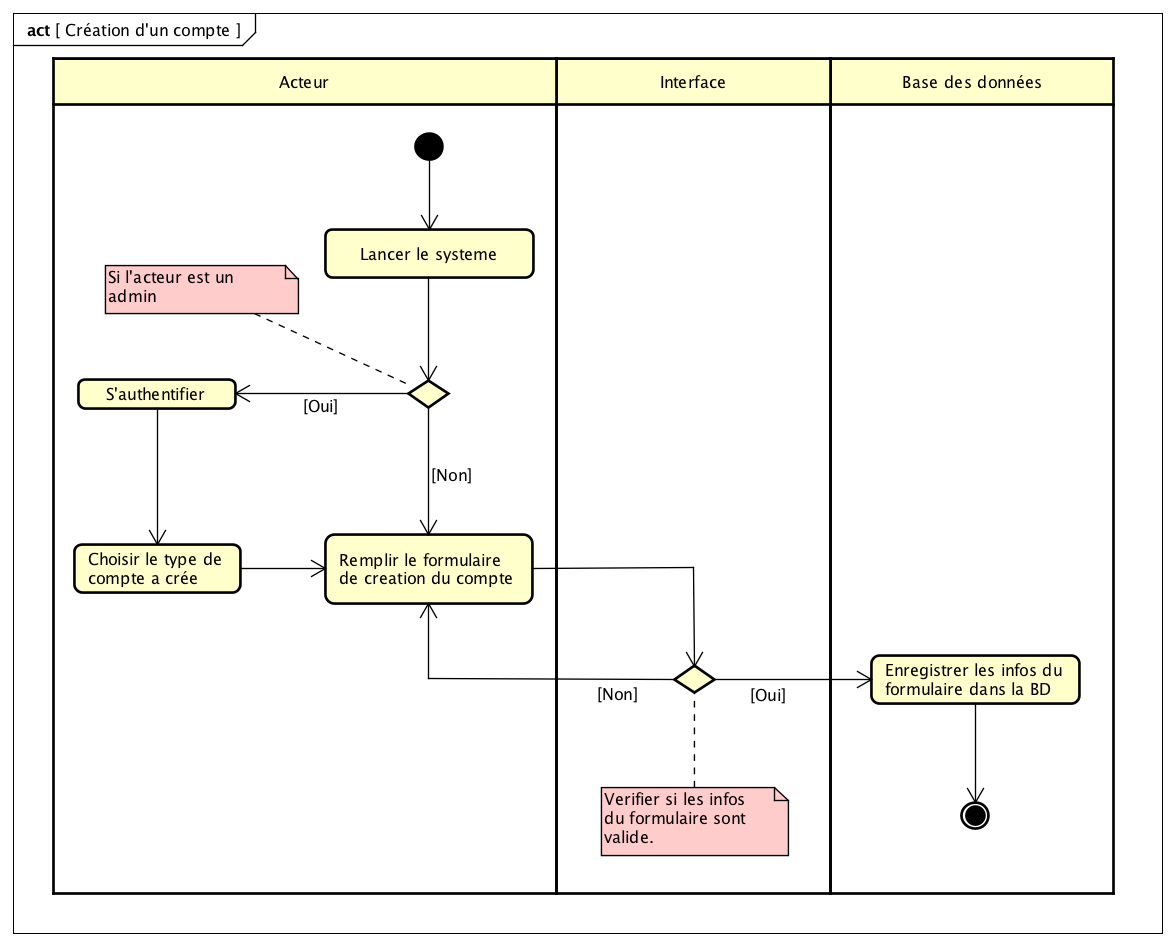 act [ Création d'un compte ]
Acteur
Interface
Base des données
Lancer le systeme
Si l'acteur est un
admin
S'authentifier
[Oui]
[Non]
Choisir le type de
compte a crée
Remplir le formulaire
de creation du compte
[Non]
[Oui]
Enregistrer les infos du
formulaire dans la BD
Verifier si les infos
du formulaire sont
valide.